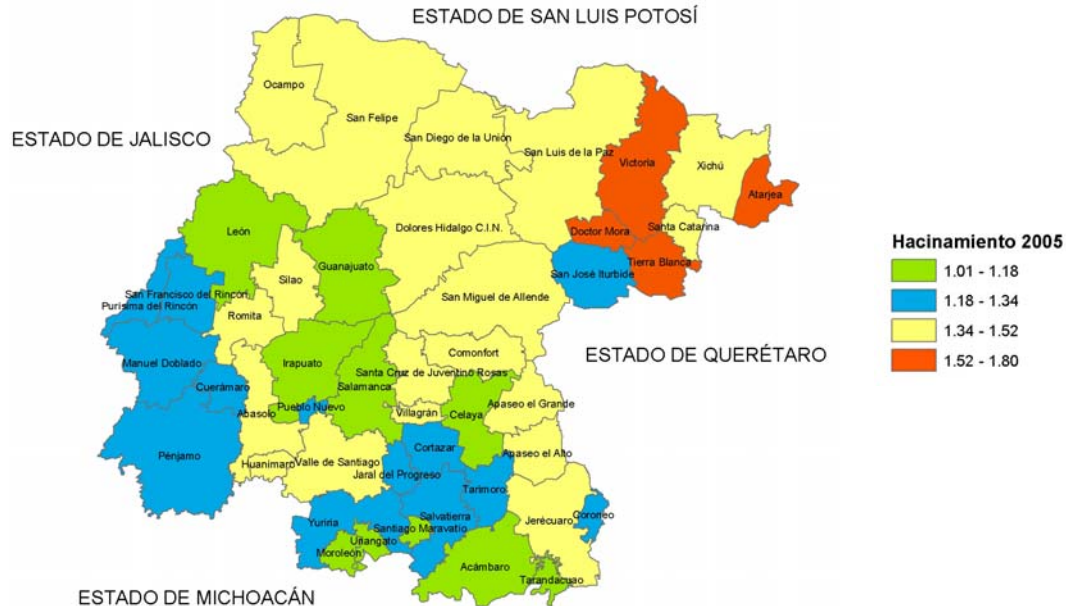 ESTADO DE SAN LUIS POTOSÍ
Ocampo
San Felipe
ESTADO DE JALISCO
San Diego de la Unión
San Luis de la Paz
Victoria
Xichú
Atarjea
León
Dolores Hidalgo C.I.N.
Doctor Mora
Santa Catarina
Guanajuato
Tierra Blanca
San José Iturbide
Silao
San Francisco del Rincón
Purísima del Rincón
San Miguel de Allende
Romita
Hacinamiento 2005
1.01 - 1.18
1.18 - 1.34
1.34 - 1.52
1.52 - 1.80
Manuel Doblado
Irapuato
Comonfort
ESTADO DE QUERÉTARO
Santa Cruz de Juventino Rosas
Cuerámaro
Salamanca
Abasolo
Pueblo Nuevo
Villagrán
Celaya
Apaseo el Grande
Pénjamo
Cortazar
Apaseo el Alto
Huanimaro
Valle de Santiago
Jaral del Progreso
Tarimoro
Yuriria
Salvatierra
Santiago Maravatío
Jerécuaro
Coroneo
Uriangato
Moroleón
Acámbaro
Tarandacuao
ESTADO DE MICHOACÁN